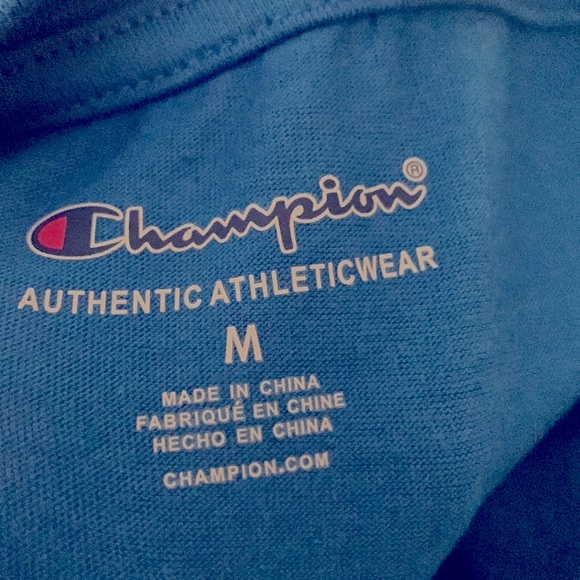 Champion®
AUTHENTIC ATHLETICWEAR
M
MADE IN CHINA
FABRIQUÉ EN CHINE
HECHO EN CHINA
CHAMPION.COM